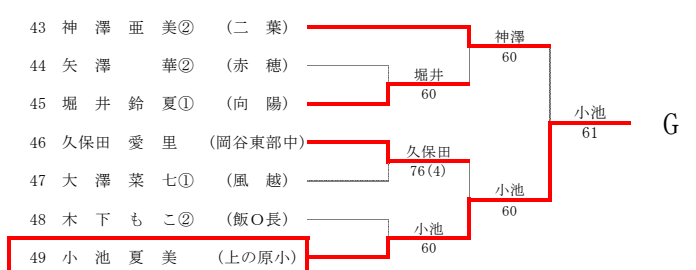 43 神 澤 亜 美② (二 葉)
44 矢 澤 華② (赤 穂)
45 堀 井 鈴 夏① (向 陽)
46 久保田 愛 里 (岡谷東部中)
47 大 澤 菜 七① (風 越)
48 木 下 も こ② (飯O長)
49 小 池 夏 美 (上の原小)
堀井
60
久保田
76(4)
小池
60
神澤
60
小池
60
小池
61
G